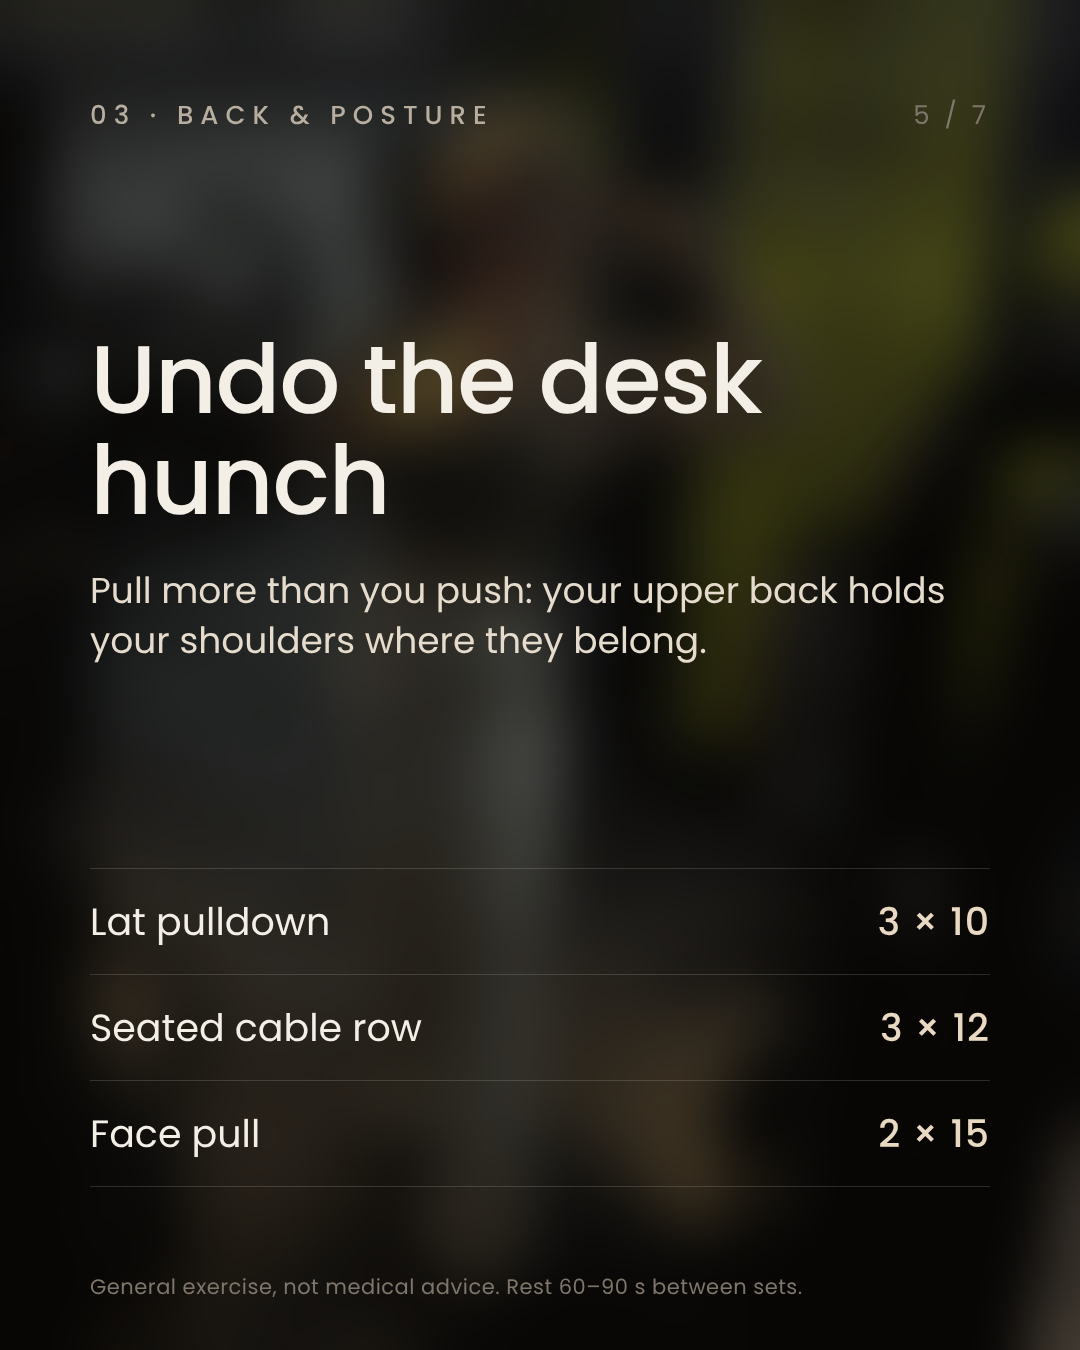 03 · BACK & POSTURE 5 / 7
Undo the desk
hunch
Pull more than you push: your upper back holds
your shoulders where they belong.
Lat pulldown 3 × 10
Seated cable row 3 × 12
Face pull 2 × 15
General exercise, not medical advice. Rest 60–90 s between sets.